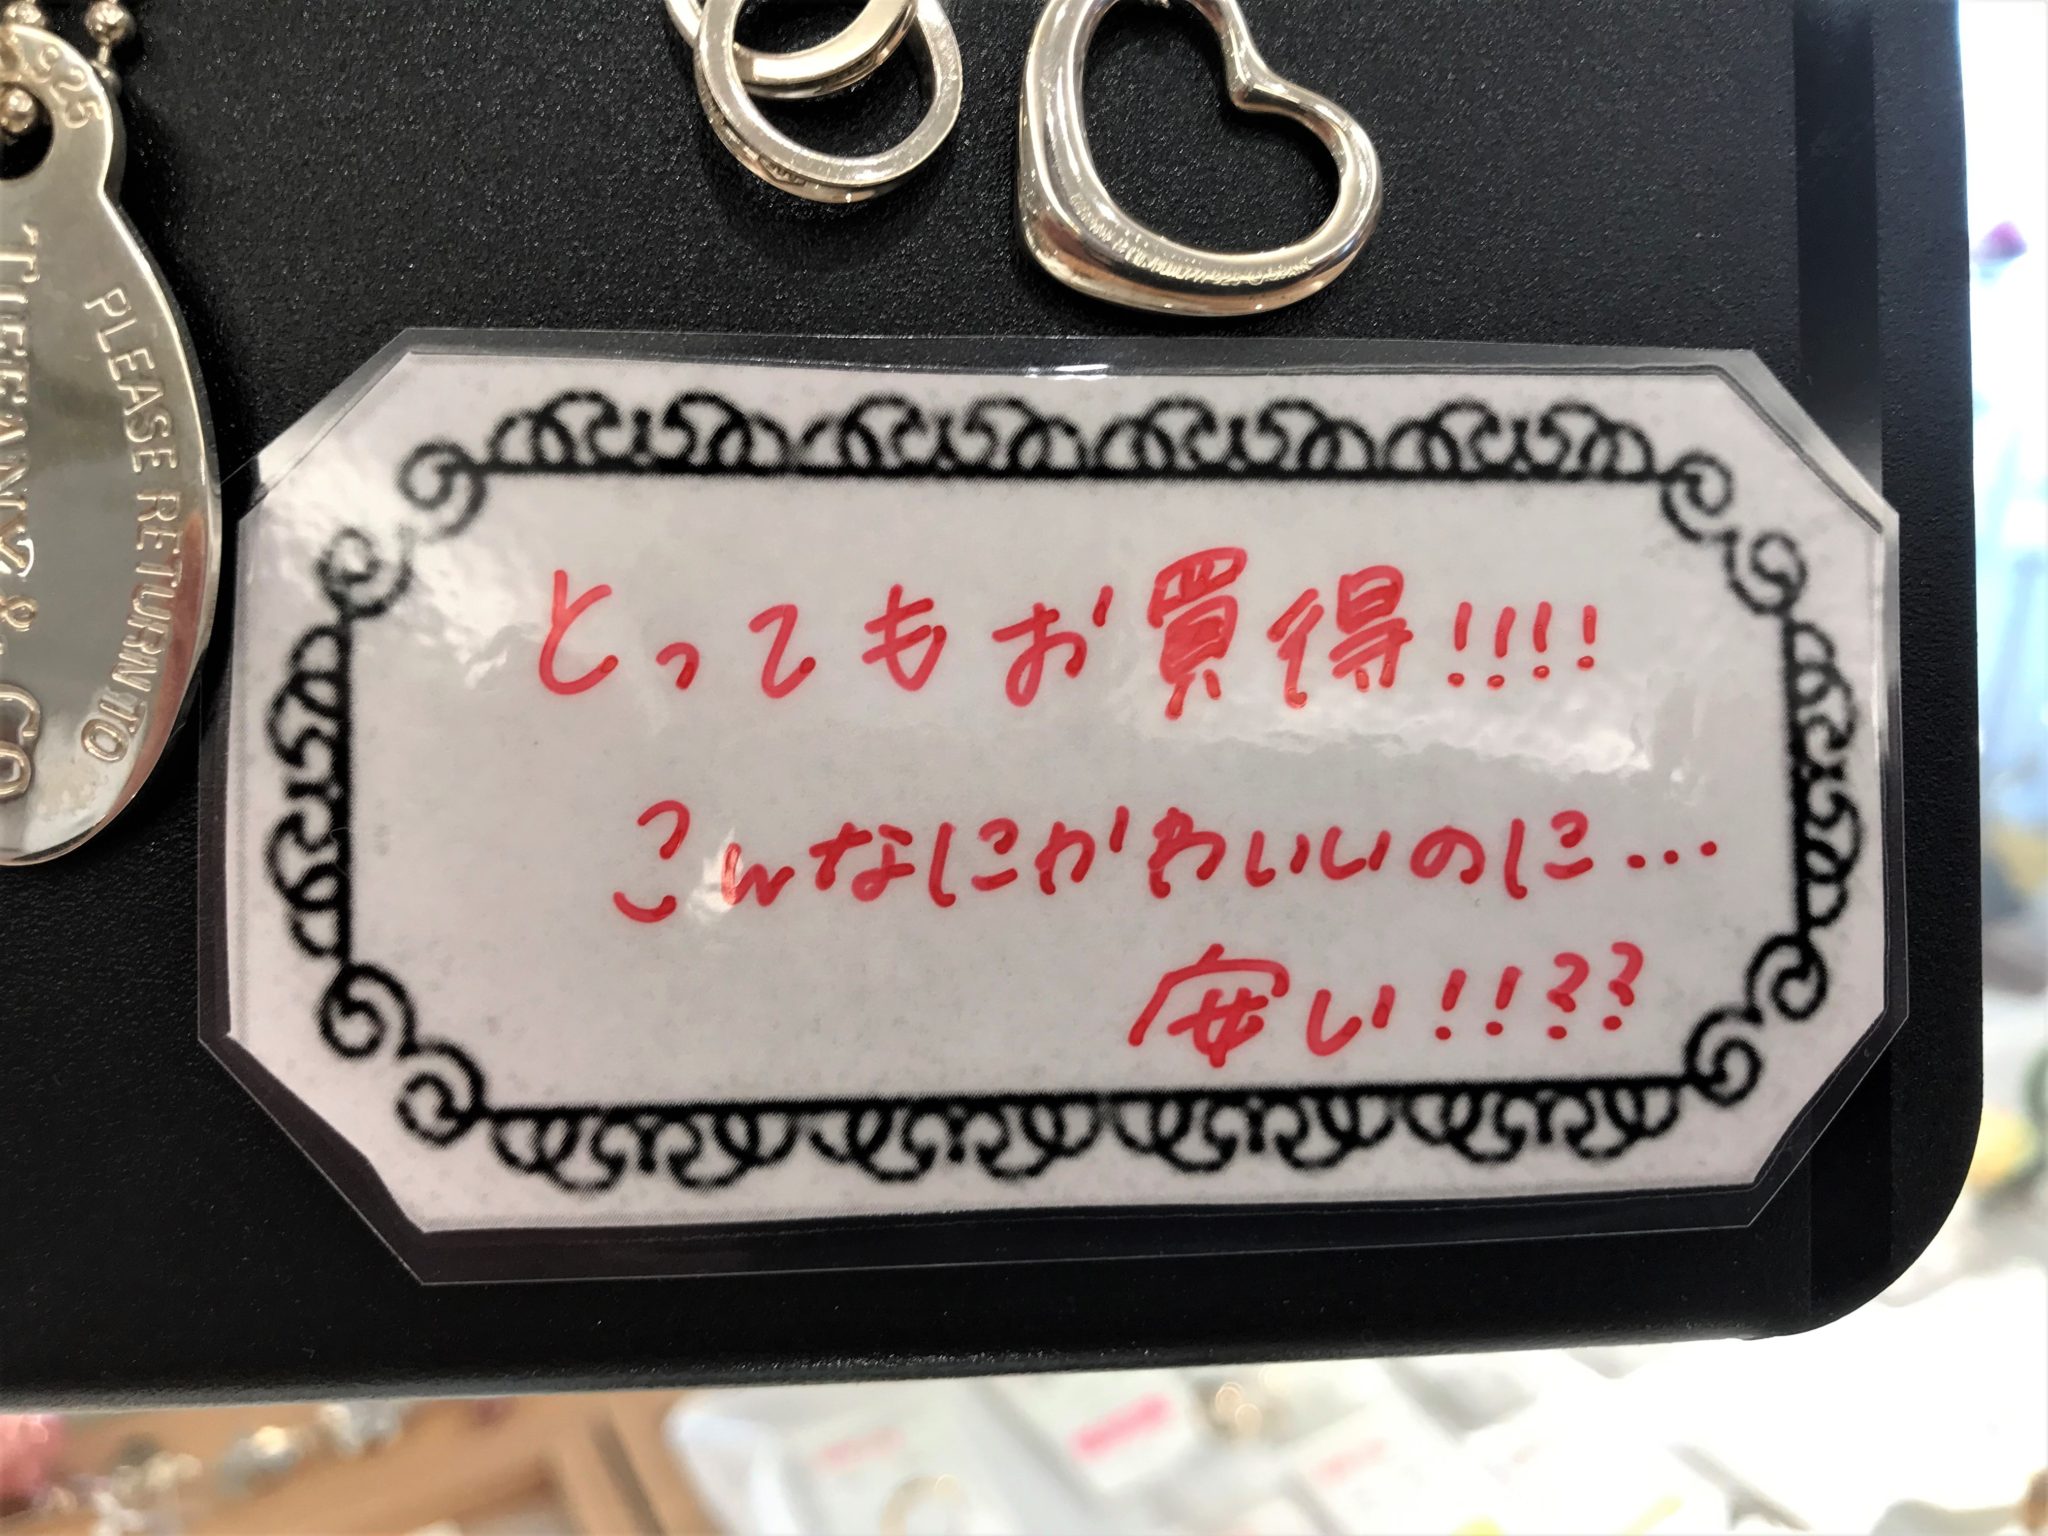 925
PLEASE RETURN TO
TIFFANY & CO
とってもお買得!!!!
こんなにかわいいのに...
安い!!??